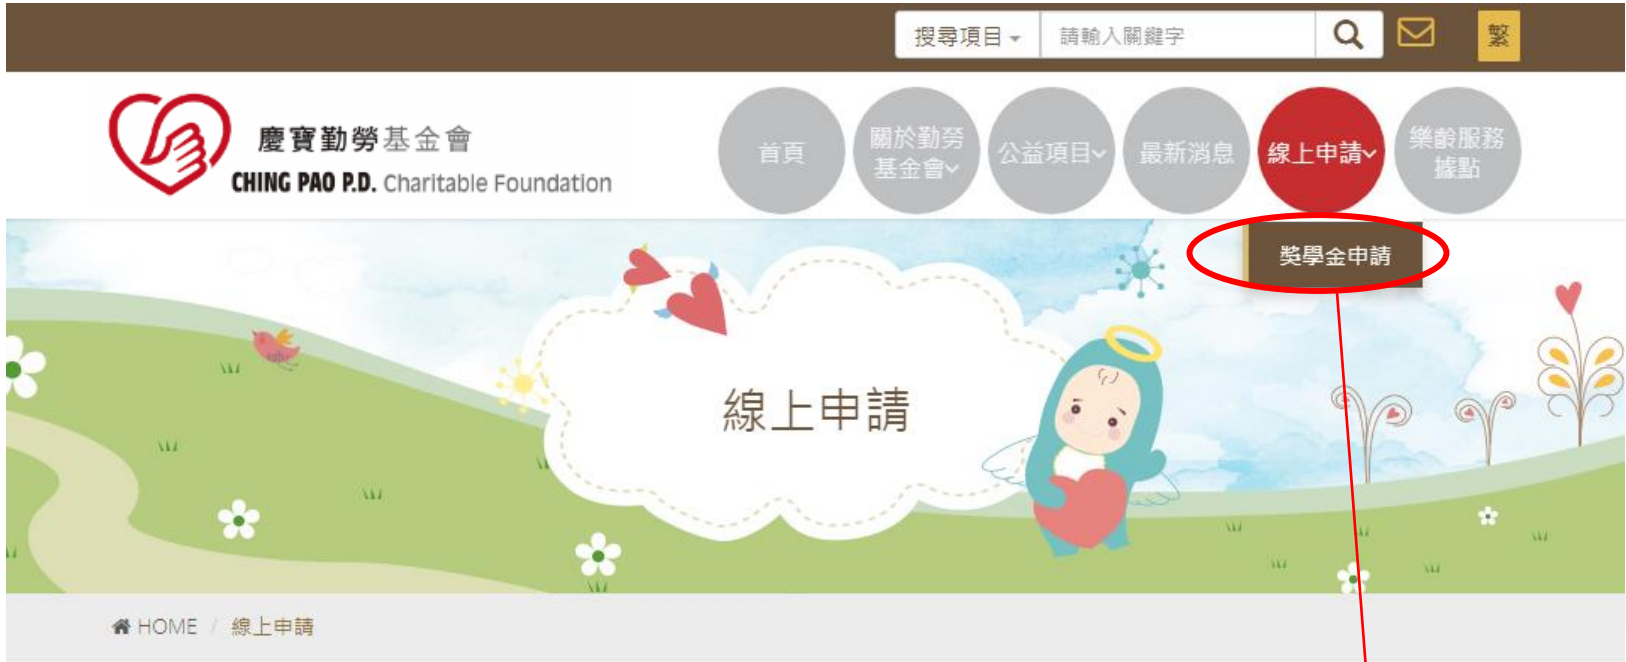 搜尋項目 請輸入關鍵字 繁
慶寶勤勞基金會
CHING PAO P.D. Charitable Foundation
首頁
關於勤勞
基金會
公益項目
最新消息
線上申請
樂齡服務
據點
獎學金申請
線上申請
HOME / 線上申請